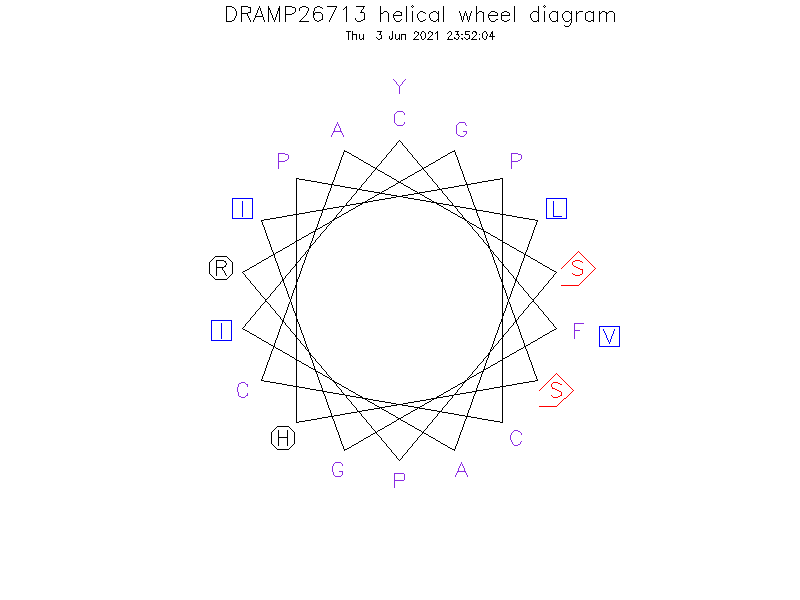 DRAMP26713 helical wheel diagram
Thu 3 Jun 2021 23:52:04
Y
C
A G
P P
I L
R S
I F V
C S
H C
G A
P